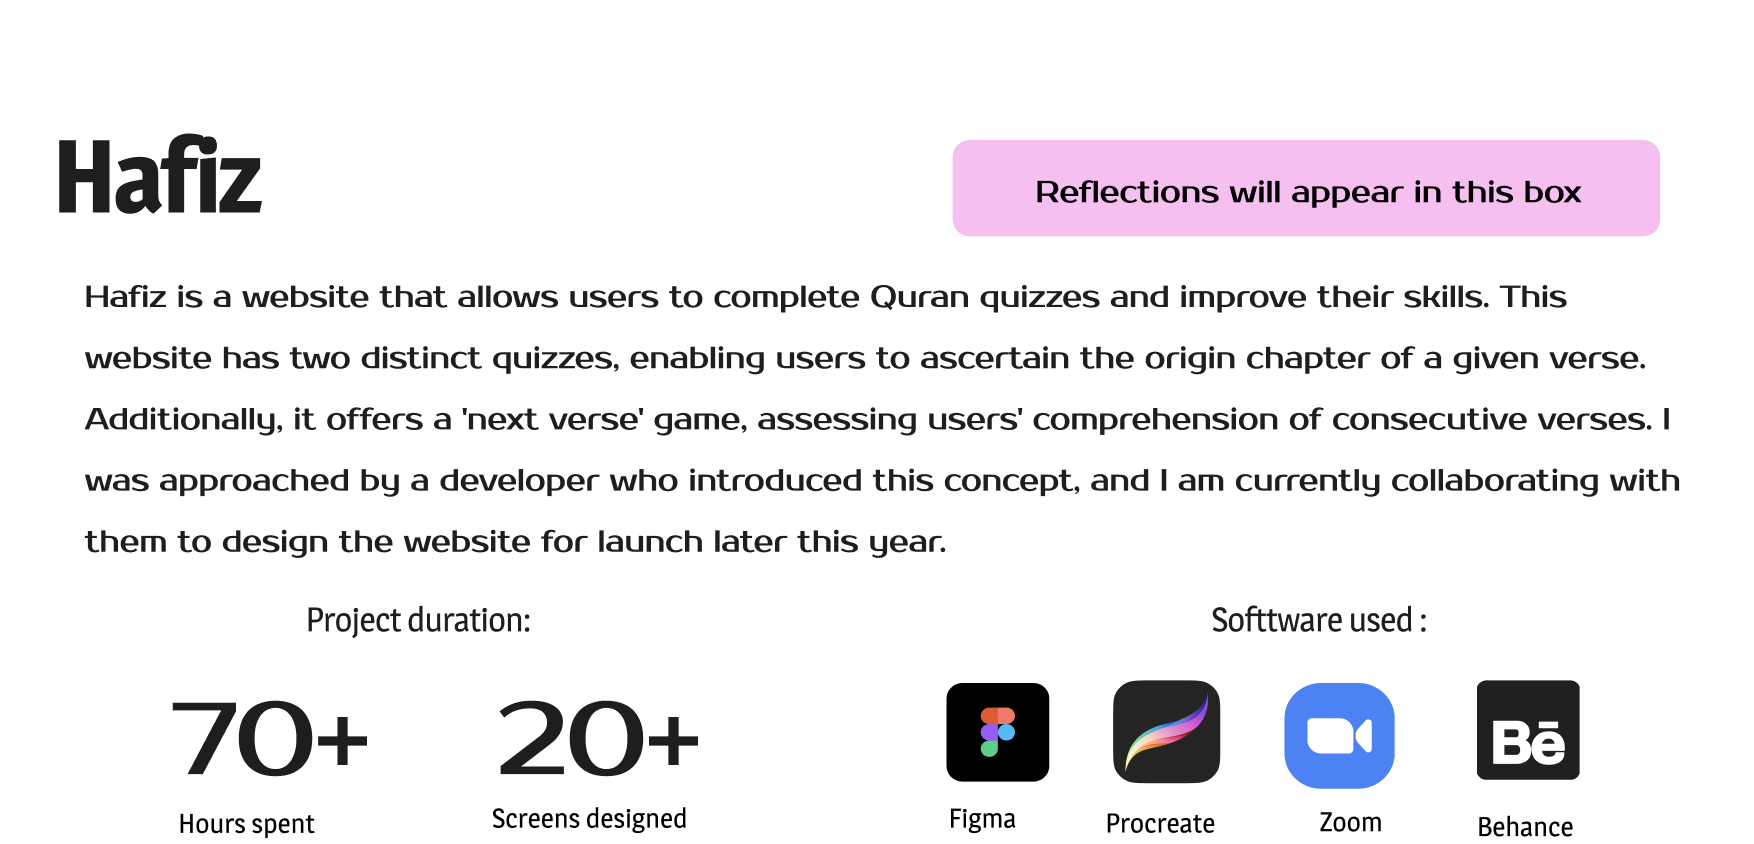 Hafiz
Reflections will appear in this box
Hafiz is a website that allows users to complete Quran quizzes and improve their skills. This
website has two distinct quizzes, enabling users to ascertain the origin chapter of a given verse.
Additionally, it offers a 'next verse' game, assessing users' comprehension of consecutive verses. I
was approached by a developer who introduced this concept, and I am currently collaborating with
them to design the website for launch later this year.
Project duration:
Softtware used :
70+
20+
Bē
Hours spent
Screens designed
Figma
Procreate
Zoom
Behance